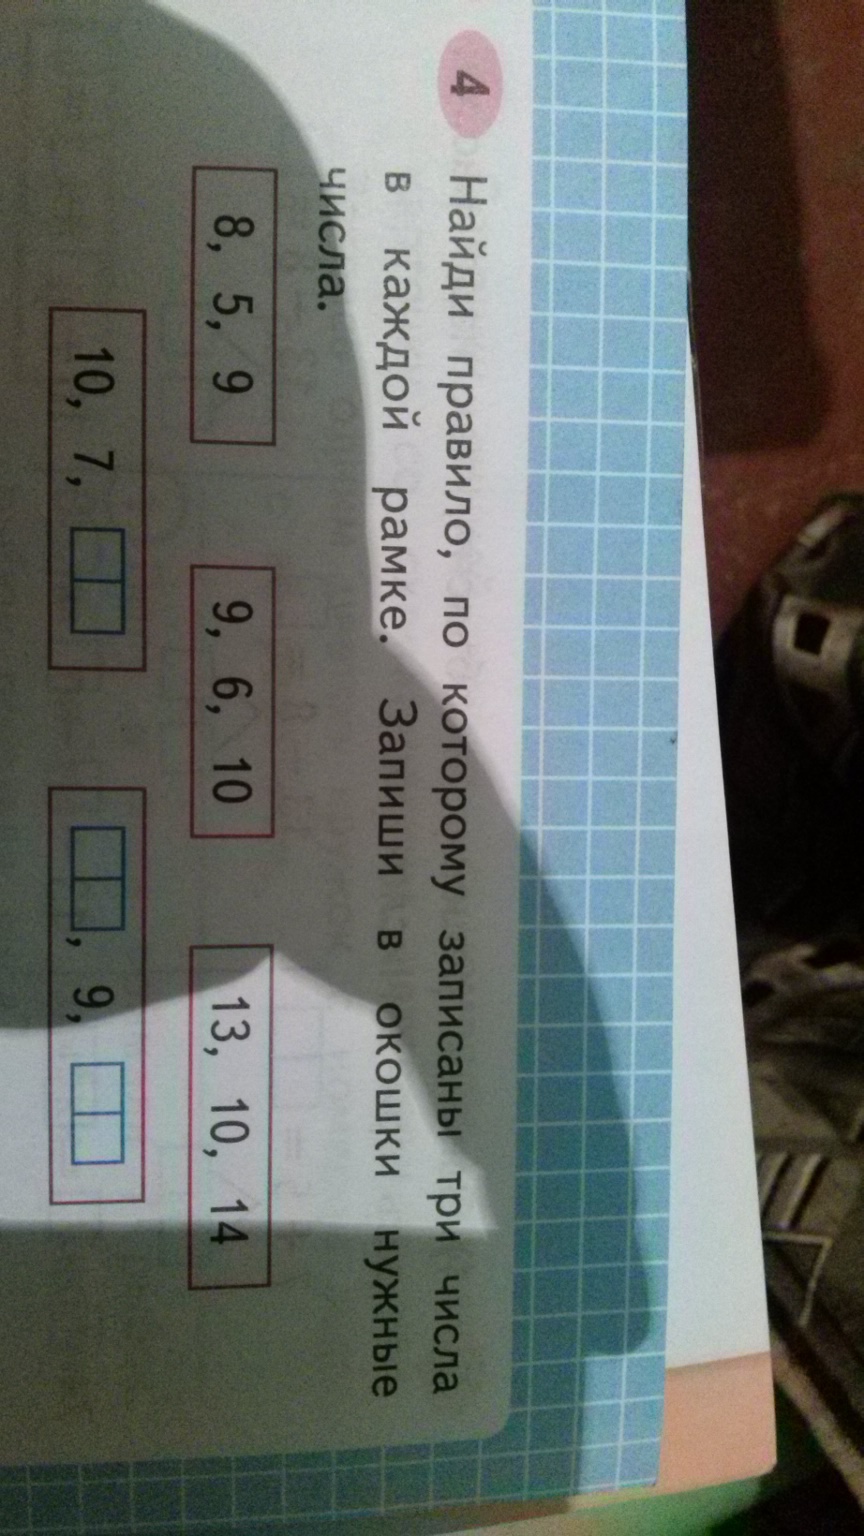 4 Найди правило, по которому записаны три числа
в каждой рамке. Запиши в окошки нужные
числа.
8, 5, 9 9, 6, 10 13, 10, 14
10, 7, , 9,